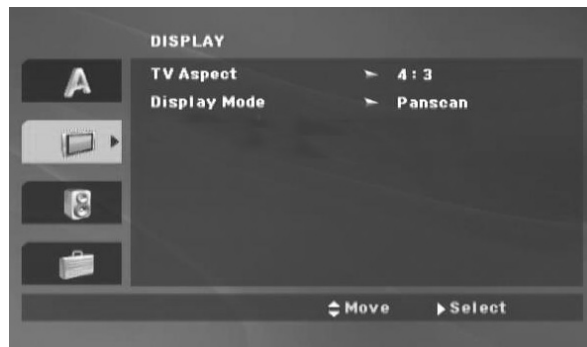 DISPLAY
A
TV Aspect 4:3
Display Mode Panscan
Move Select